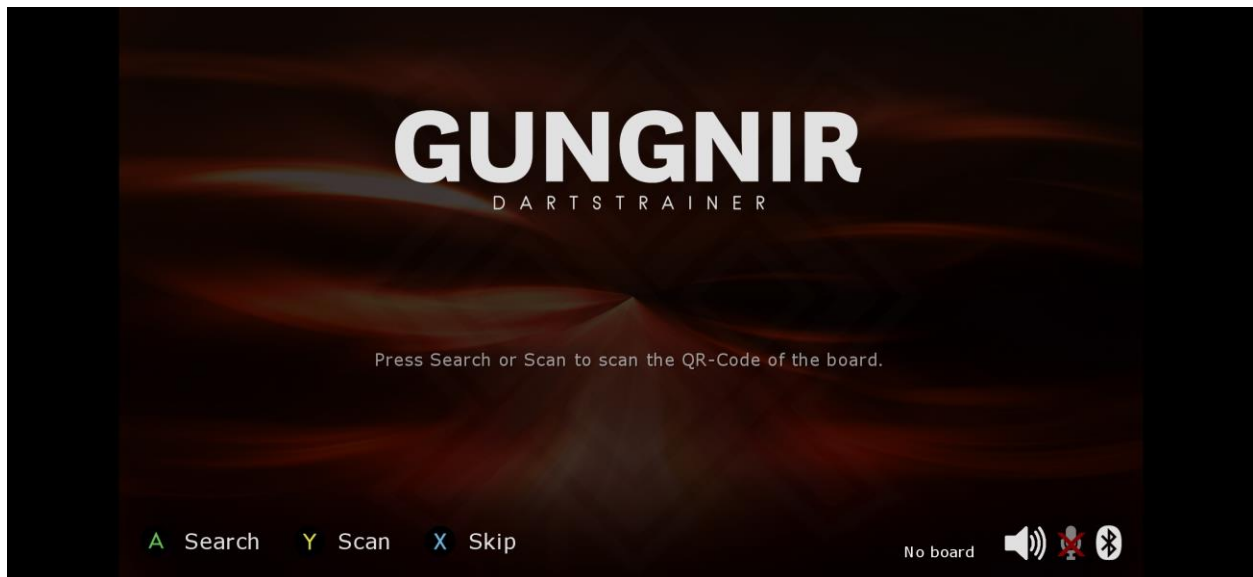 GUNGNIR
DARTSTRAINER
Press Search or Scan to scan the QR-Code of the board.
A Search Y Scan X Skip
No board